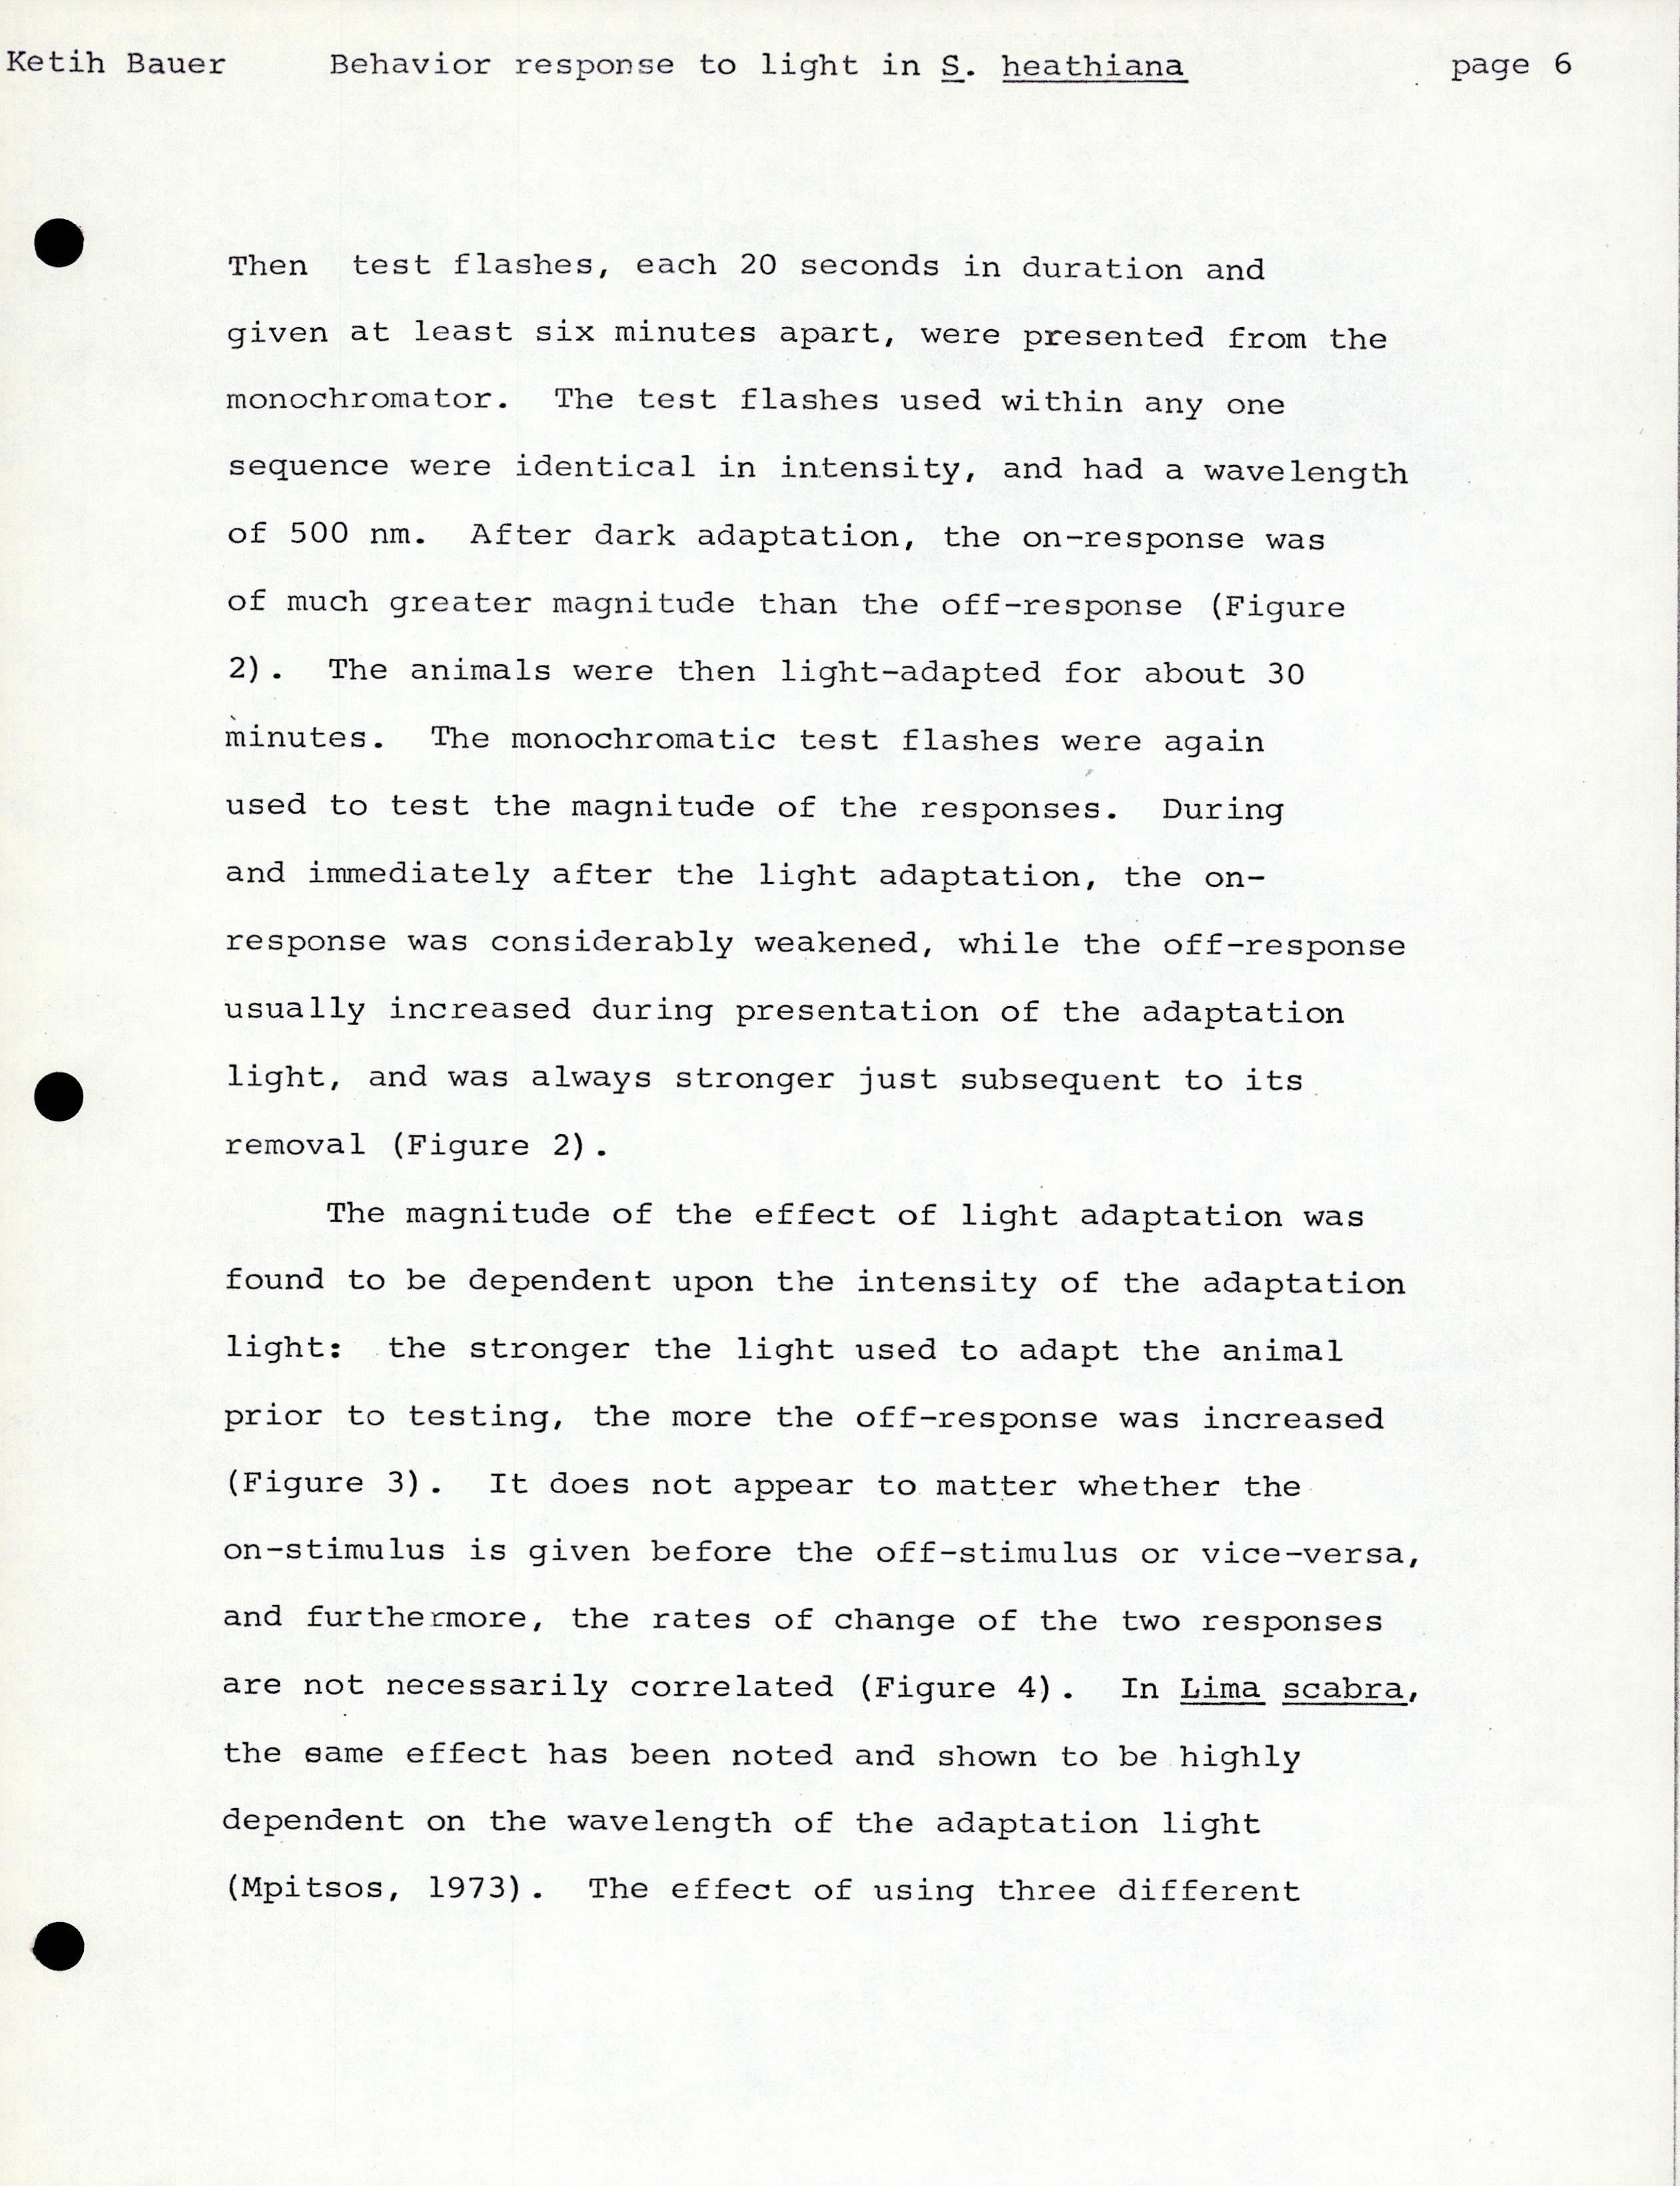 Ketih Bauer Behavior response to light in S. heathiana page 6
Then test flashes, each 20 seconds in duration and
given at least six minutes apart, were presented from the
monochromator. The test flashes used within any one
sequence were identical in intensity, and had a wavelength
of 500 nm. After dark adaptation, the on-response was
of much greater magnitude than the off-response (Figure
2). The animals were then light-adapted for about 30
minutes. The monochromatic test flashes were again
used to test the magnitude of the responses. During
and immediately after the light adaptation, the on-
response was considerably weakened, while the off-response
usually increased during presentation of the adaptation
light, and was always stronger just subsequent to its
removal (Figure 2).
The magnitude of the effect of light adaptation was
found to be dependent upon the intensity of the adaptation
light: the stronger the light used to adapt the animal
prior to testing, the more the off-response was increased
(Figure 3). It does not appear to matter whether the
on-stimulus is given before the off-stimulus or vice-versa,
and furthermore, the rates of change of the two responses
are not necessarily correlated (Figure 4). In Lima scabra,
the same effect has been noted and shown to be highly
dependent on the wavelength of the adaptation light
(Mpitsos, 1973). The effect of using three different